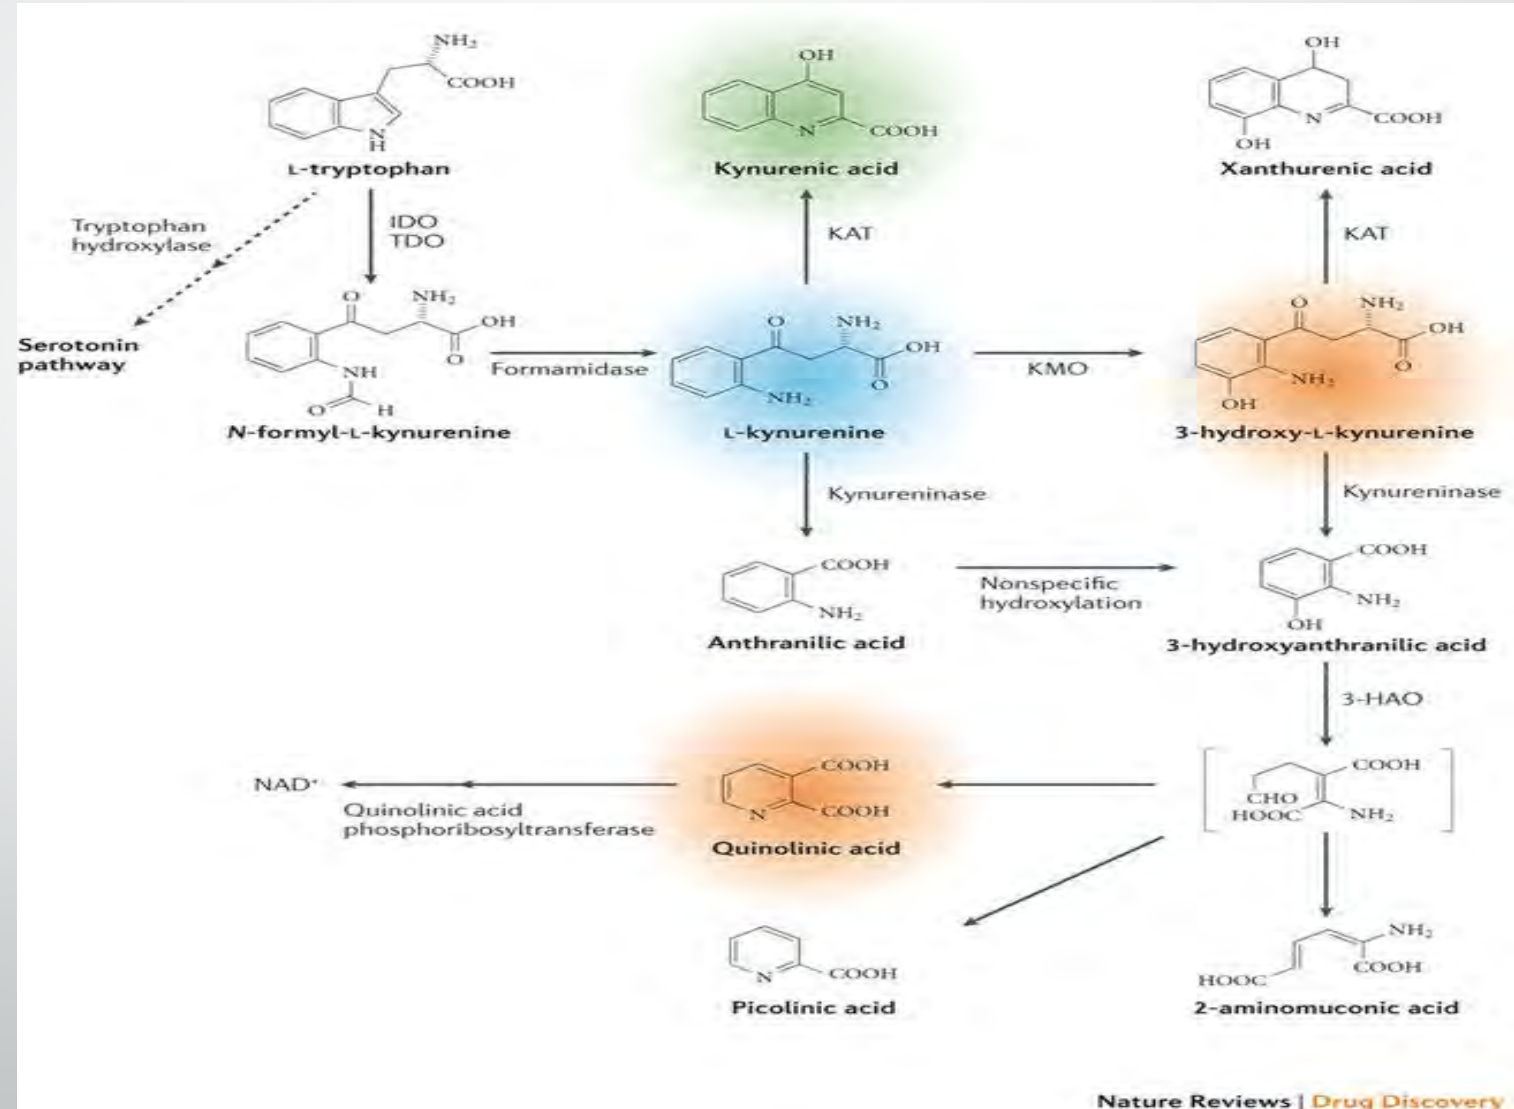 NH₂
COOH
N
H
L-tryptophan
OH
N
COOH
Kynurenic acid
OH
N
COOH
OH
Xanthurenic acid
Tryptophan
hydroxylase
IDO
TDO
KAT
KAT
Serotonin
pathway
O
NH₂
OH
O
NH
O
H
N-formyl-L-kynurenine
Formamidase
O
NH₂
OH
O
NH₂
L-kynurenine
KMO
O
NH₂
OH
O
NH₂
OH
3-hydroxy-L-kynurenine
Kynureninase
Kynureninase
COOH
NH₂
Anthranilic acid
Nonspecific
hydroxylation
COOH
NH₂
OH
3-hydroxyanthranilic acid
3-HAO
NAD⁺
Quinolinic acid
phosphoribosyltransferase
COOH
N
COOH
Quinolinic acid
COOH
CHO
HOOC
NH₂
N
COOH
Picolinic acid
NH₂
COOH
HOOC
2-aminomuconic acid
Nature Reviews | Drug Discovery